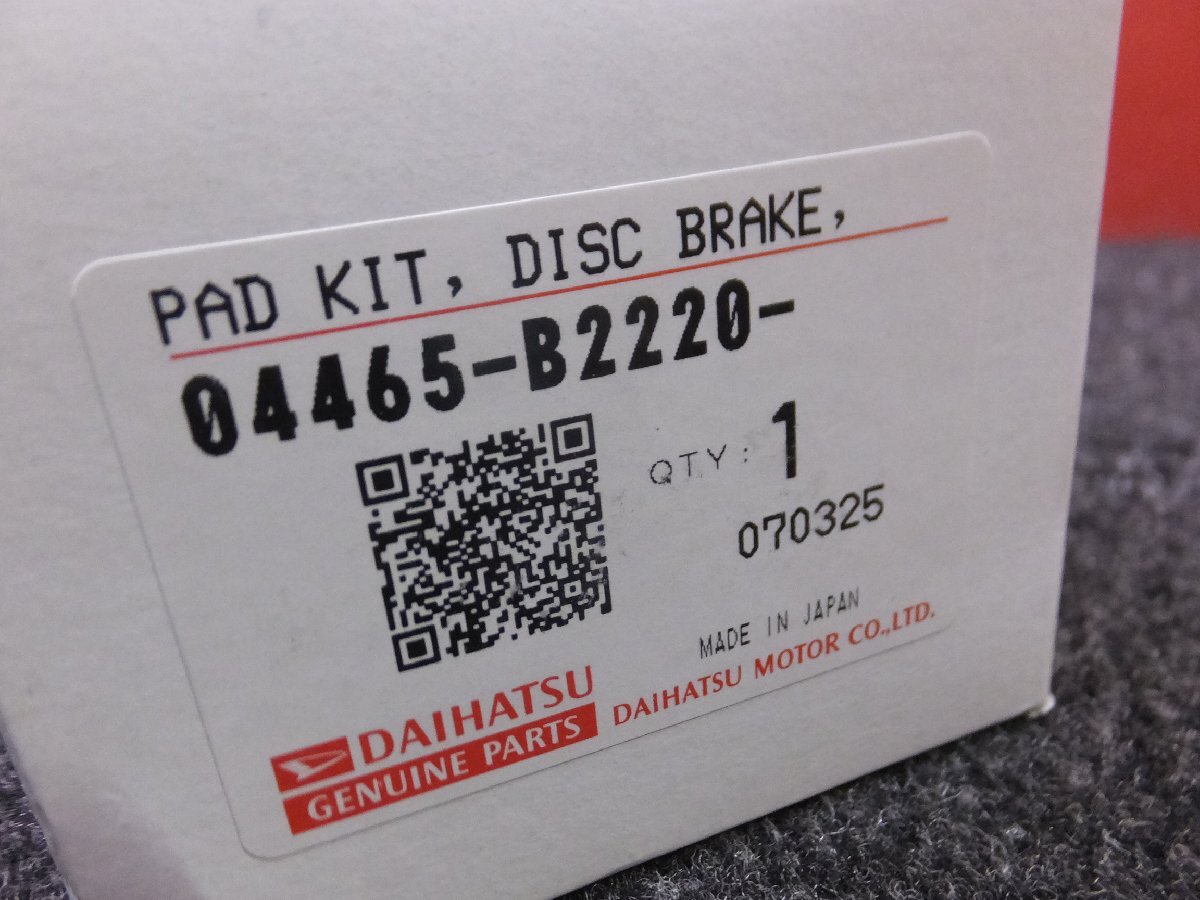 PAD KIT, DISC BRAKE,
04465-B2220-
QTY: 1
070325
MADE IN JAPAN
DAIHATSU
GENUINE PARTS
DAIHATSU MOTOR CO.,LTD.